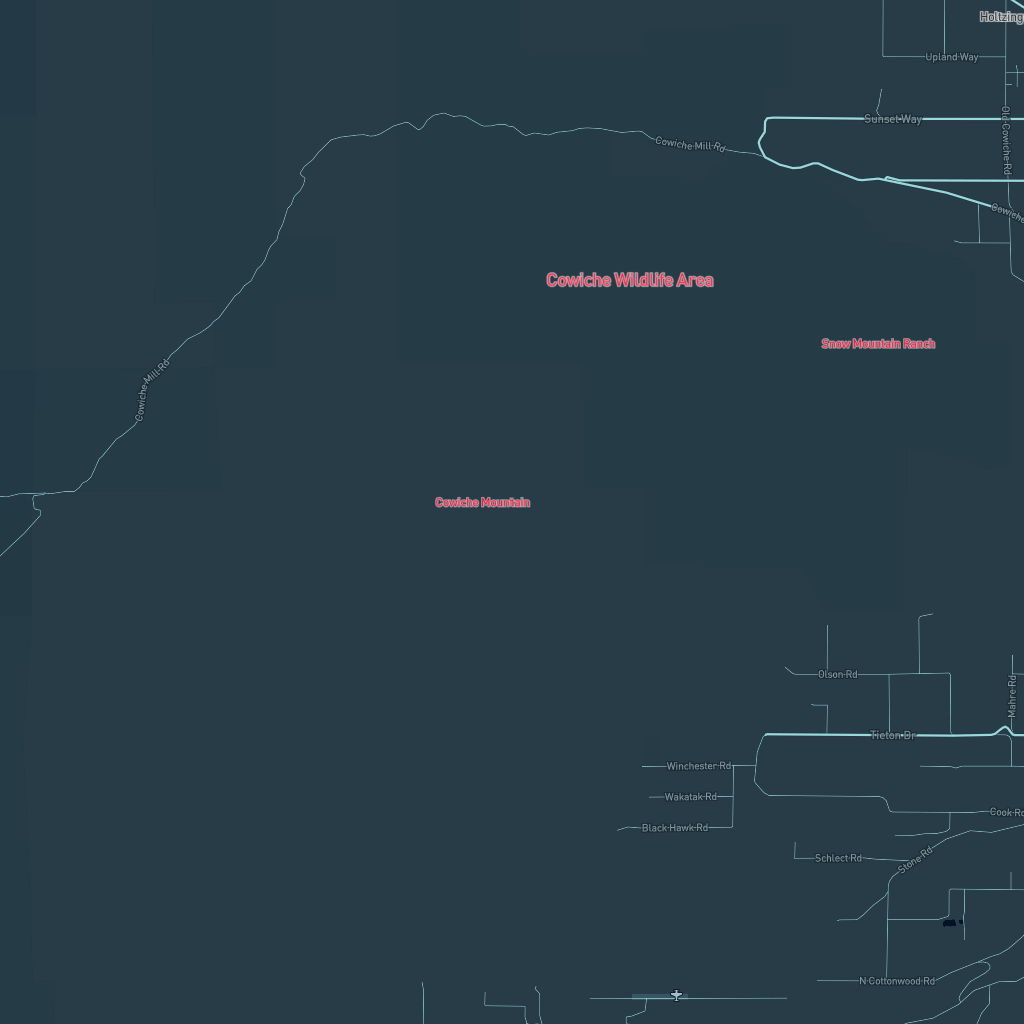 Holtzing
Upland Way
Sunset Way
Old Cowiche Rd
Cowiche Mill Rd
Cowiche
Cowiche Wildlife Area
Snow Mountain Ranch
Cowiche Mill Rd
Cowiche Mountain
Olson Rd
Mahre Rd
Tieton Dr
Winchester Rd
Wakatak Rd
Black Hawk Rd
Cook Rd
Schlect Rd
Stone Rd
N Cottonwood Rd